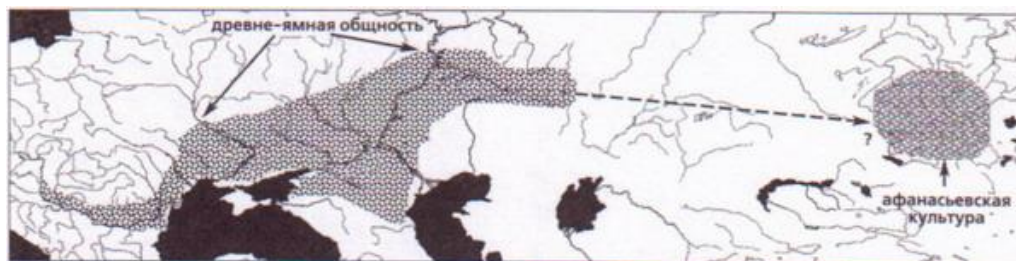 древне-ямная общность
?
афанасьевская
культура